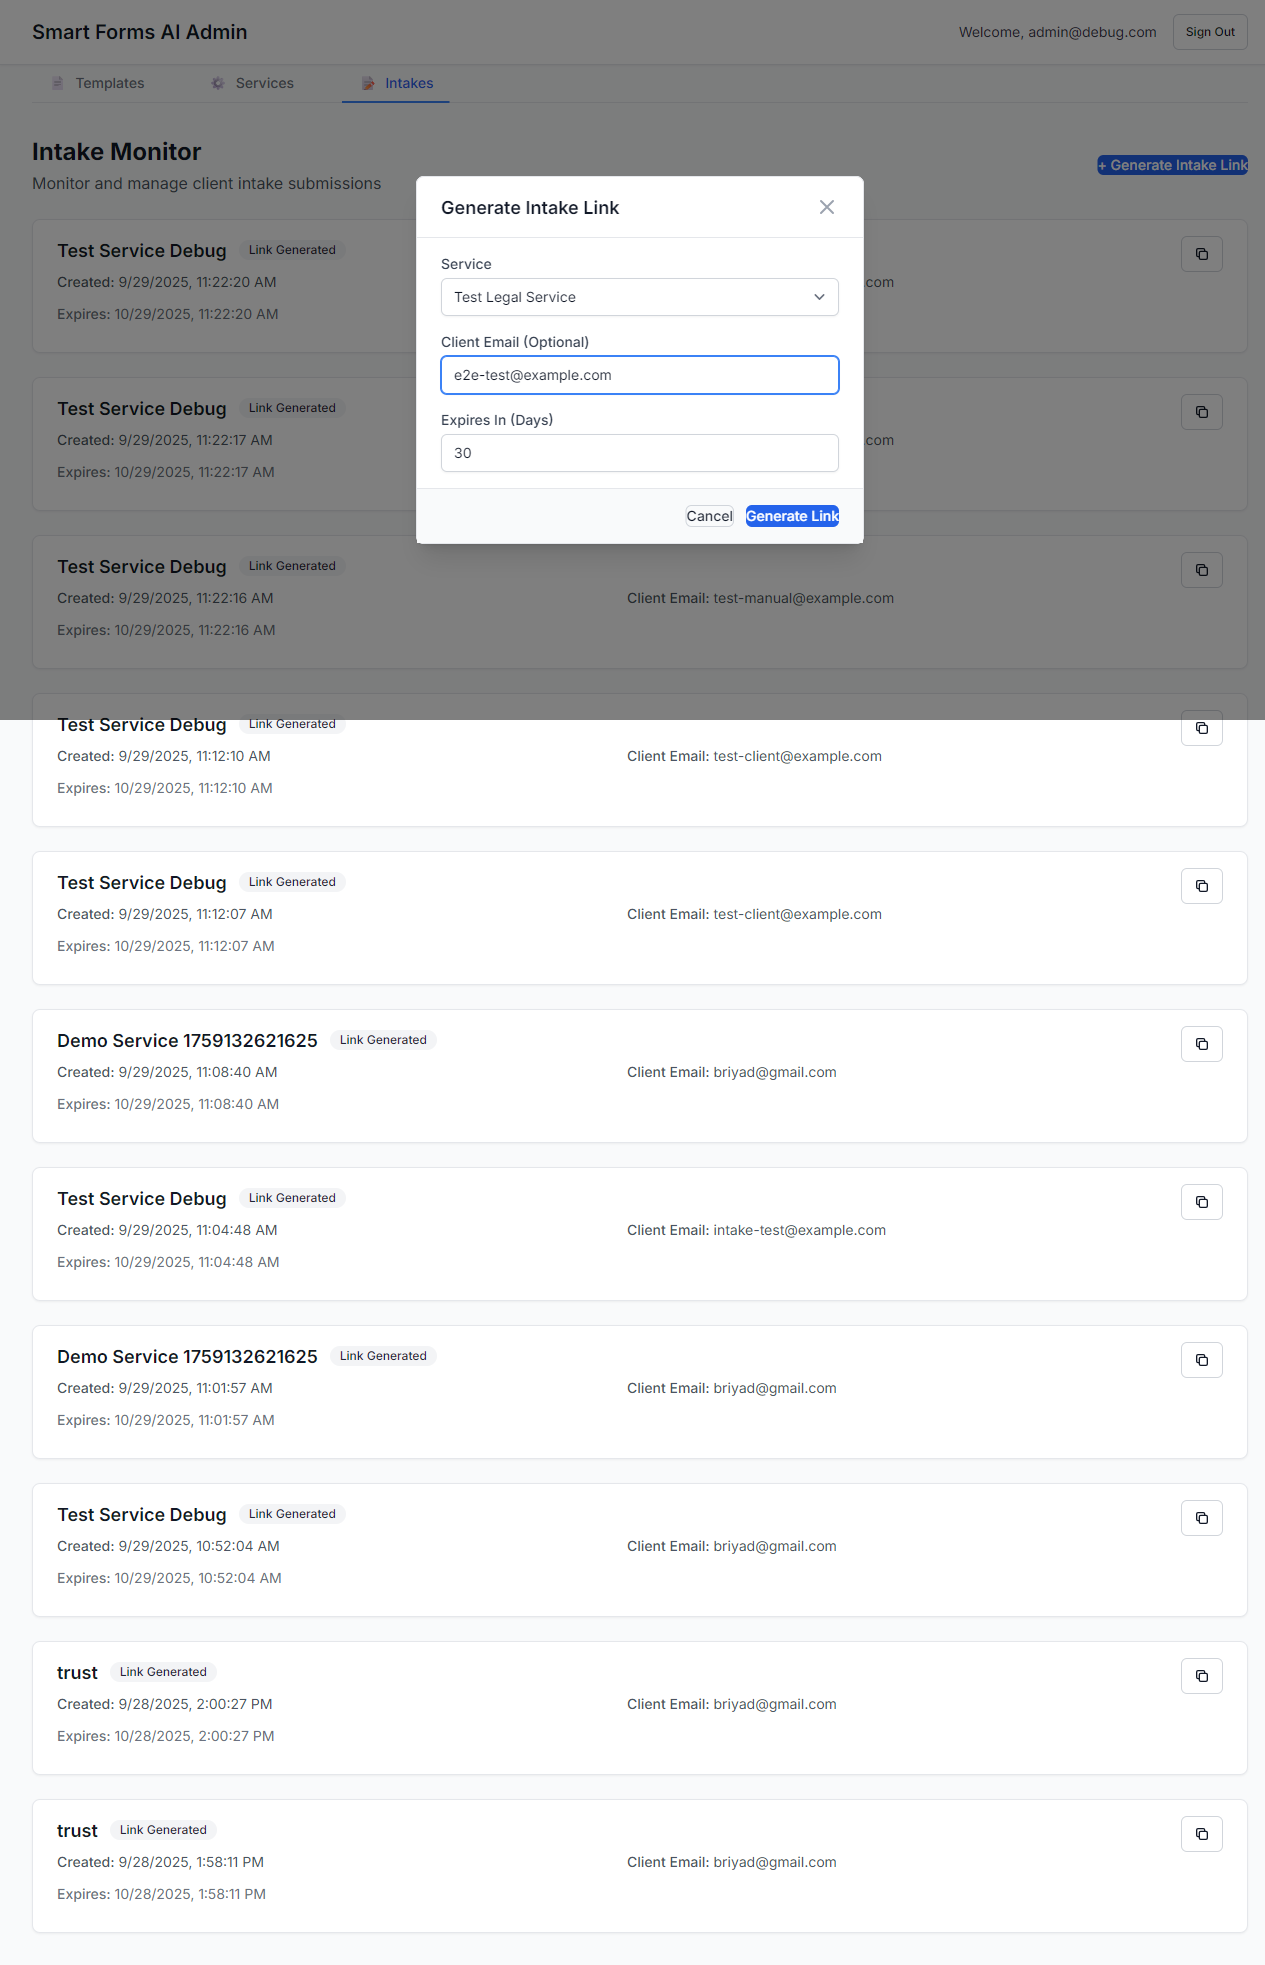 Smart Forms AI Admin
Welcome, admin@debug.com
Sign Out
Templates
Services
Intakes
Intake Monitor
Monitor and manage client intake submissions
+ Generate Intake Link
Generate Intake Link
Service
Test Legal Service
Client Email (Optional)
e2e-test@example.com
Expires In (Days)
30
Cancel
Generate Link
Test Service Debug Link Generated
Created: 9/29/2025, 11:22:20 AM
.com
Expires: 10/29/2025, 11:22:20 AM
Test Service Debug Link Generated
Created: 9/29/2025, 11:22:17 AM
.com
Expires: 10/29/2025, 11:22:17 AM
Test Service Debug Link Generated
Created: 9/29/2025, 11:22:16 AM
Client Email: test-manual@example.com
Expires: 10/29/2025, 11:22:16 AM
Test Service Debug Link Generated
Created: 9/29/2025, 11:12:10 AM
Client Email: test-client@example.com
Expires: 10/29/2025, 11:12:10 AM
Test Service Debug Link Generated
Created: 9/29/2025, 11:12:07 AM
Client Email: test-client@example.com
Expires: 10/29/2025, 11:12:07 AM
Demo Service 1759132621625 Link Generated
Created: 9/29/2025, 11:08:40 AM
Client Email: briyad@gmail.com
Expires: 10/29/2025, 11:08:40 AM
Test Service Debug Link Generated
Created: 9/29/2025, 11:04:48 AM
Client Email: intake-test@example.com
Expires: 10/29/2025, 11:04:48 AM
Demo Service 1759132621625 Link Generated
Created: 9/29/2025, 11:01:57 AM
Client Email: briyad@gmail.com
Expires: 10/29/2025, 11:01:57 AM
Test Service Debug Link Generated
Created: 9/29/2025, 10:52:04 AM
Client Email: briyad@gmail.com
Expires: 10/29/2025, 10:52:04 AM
trust Link Generated
Created: 9/28/2025, 2:00:27 PM
Client Email: briyad@gmail.com
Expires: 10/28/2025, 2:00:27 PM
trust Link Generated
Created: 9/28/2025, 1:58:11 PM
Client Email: briyad@gmail.com
Expires: 10/28/2025, 1:58:11 PM